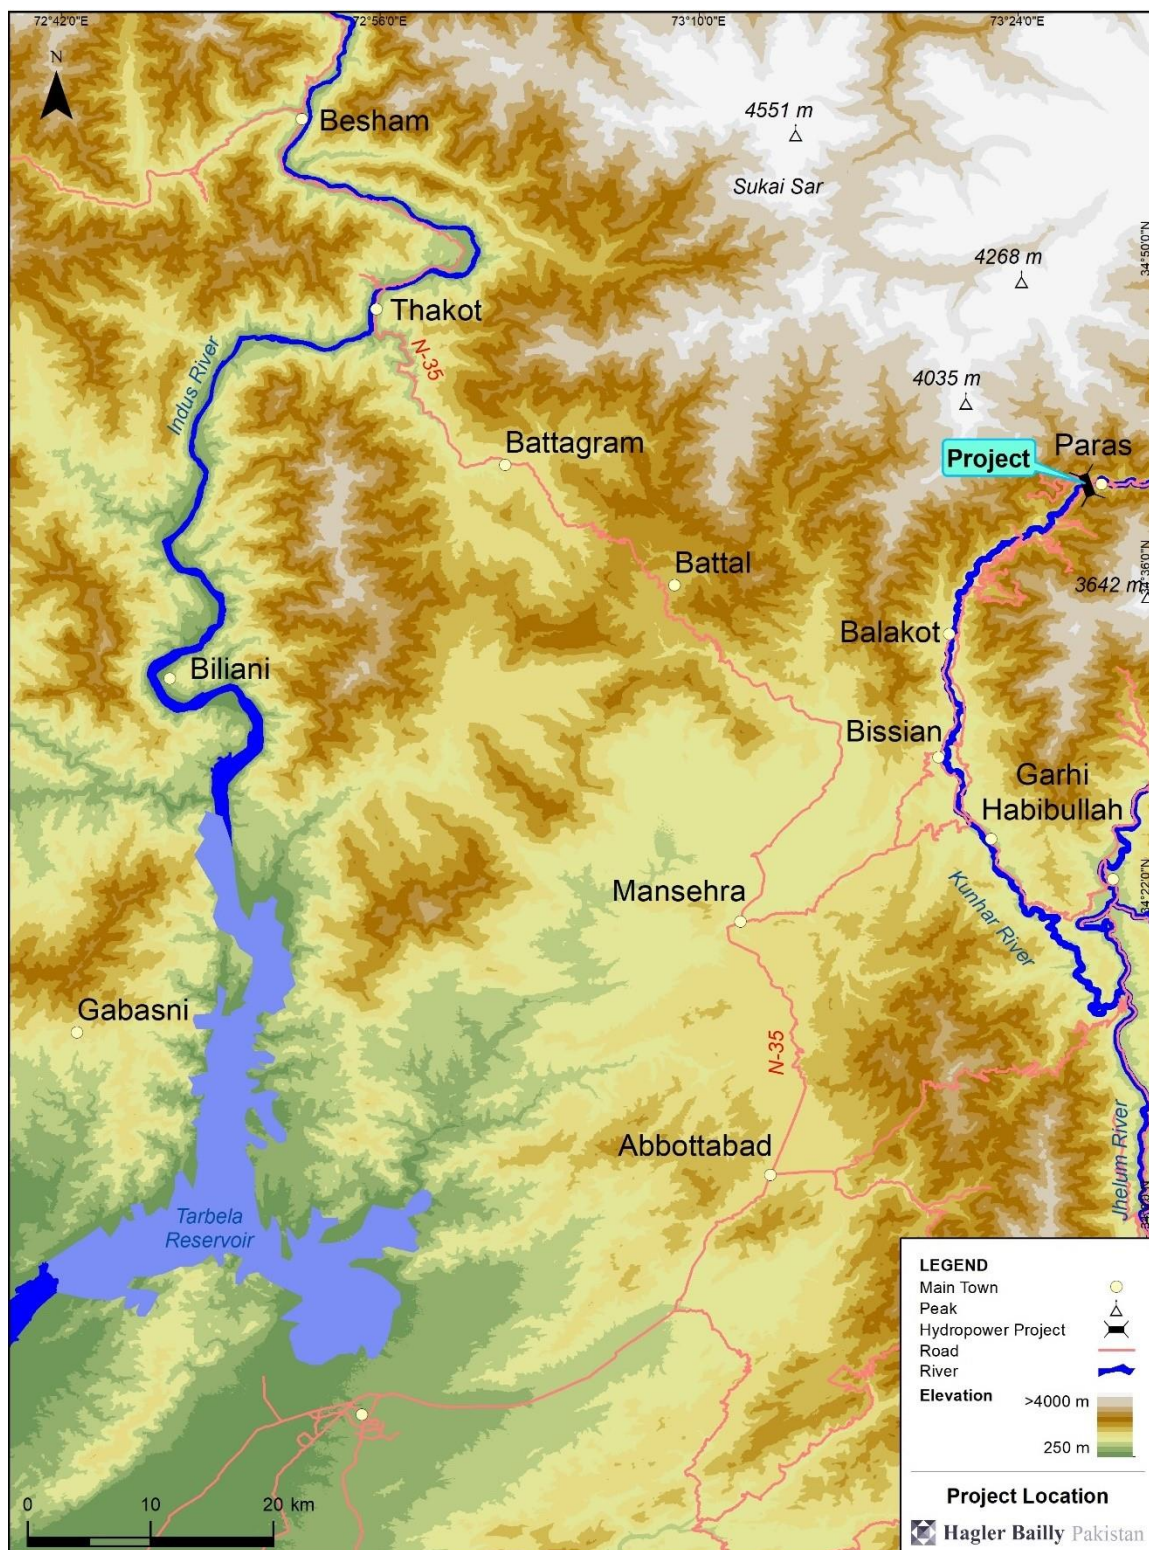 72°42'0"E
72°56'0"E
73°10'0"E
73°24'0"E
N
Besham
4551 m
Sukai Sar
34°50'0"N
4268 m
Thakot
N-35
Indus River
4035 m
Battagram
Paras
Project
Battal
34°36'0"N
3642 m
Balakot
Biliani
Bissian
Garhi
Habibullah
34°22'0"N
Mansehra
Kunhar River
Gabasni
N-35
Abbottabad
Jhelum River
Tarbela
Reservoir
LEGEND
Main Town
Peak
Hydropower Project
Road
River
Elevation
>4000 m
250 m
0 10 20 km
Project Location
Hagler Bailly Pakistan